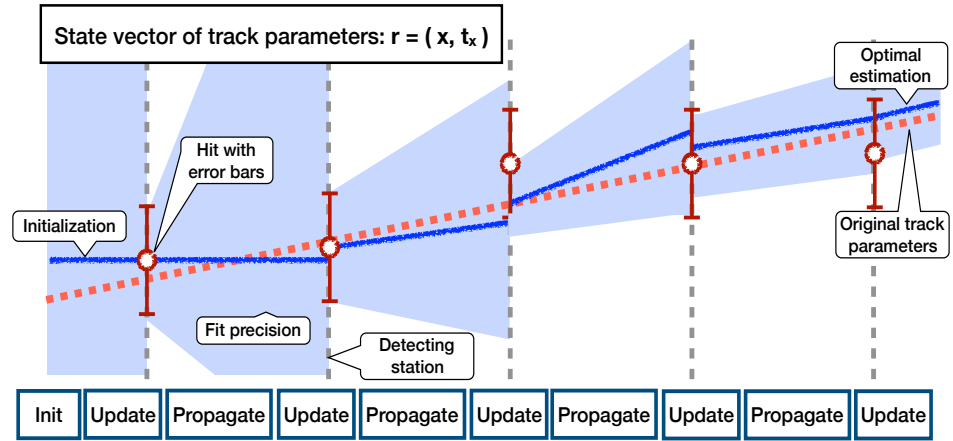 State vector of track parameters: r = ( x, tₓ )
Optimal
estimation
Hit with
error bars
Initialization
Original track
parameters
Fit precision
Detecting
station
Init
Update
Propagate
Update
Propagate
Update
Propagate
Update
Propagate
Update